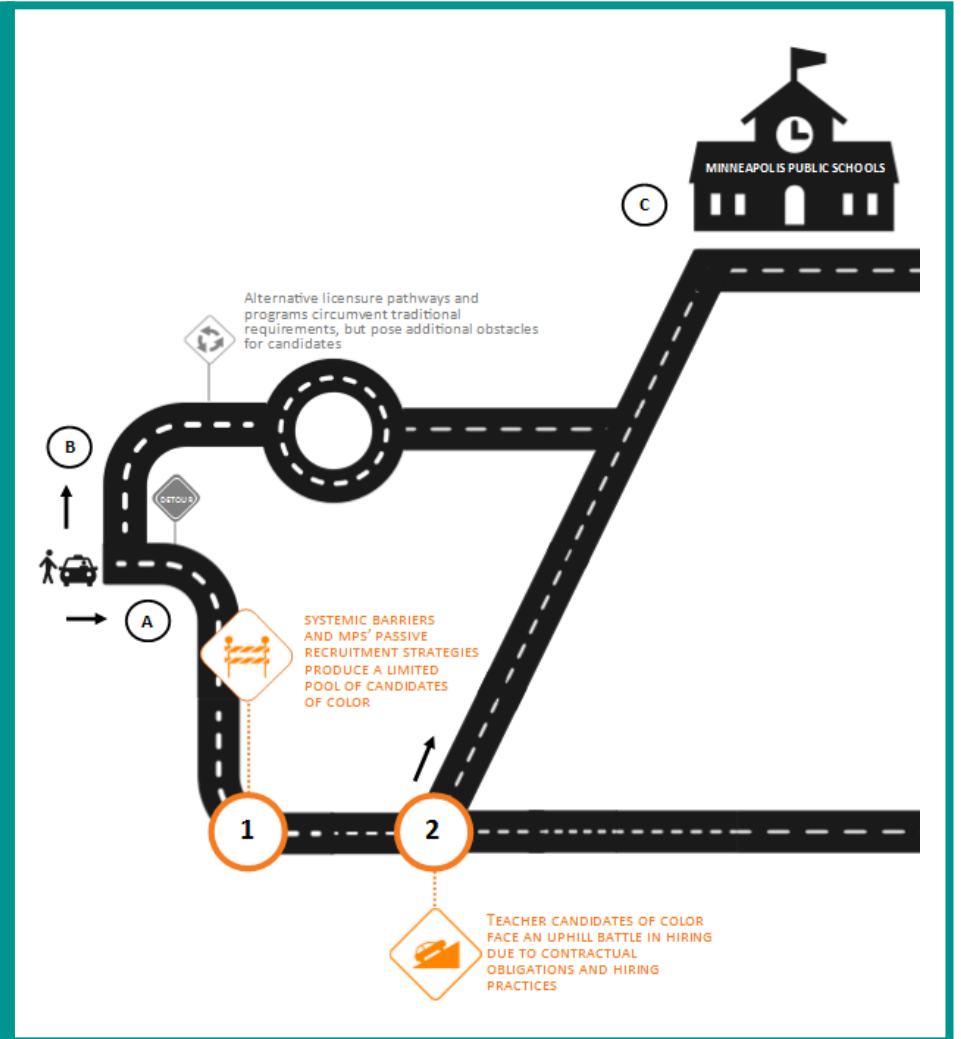 MINNEAPOLIS PUBLIC SCHOOLS
C
Alternative licensure pathways and
programs circumvent traditional
requirements, but pose additional obstacles
for candidates
B
DETOUR
A
SYSTEMIC BARRIERS
AND MPS’ PASSIVE
RECRUITMENT STRATEGIES
PRODUCE A LIMITED
POOL OF CANDIDATES
OF COLOR
1
2
TEACHER CANDIDATES OF COLOR
FACE AN UPHILL BATTLE IN HIRING
DUE TO CONTRACTUAL
OBLIGATIONS AND HIRING
PRACTICES